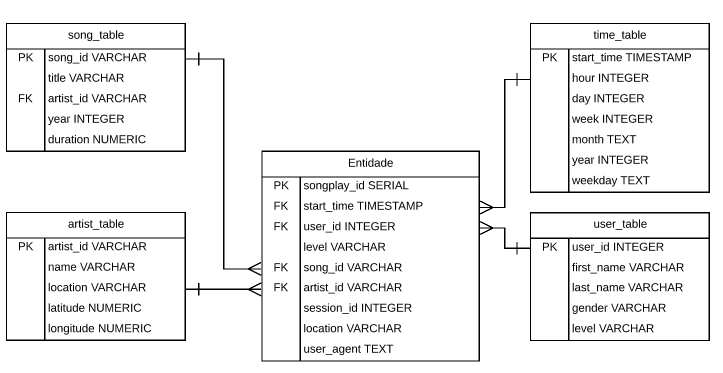 song_table
PK song_id VARCHAR
title VARCHAR
FK artist_id VARCHAR
year INTEGER
duration NUMERIC
artist_table
PK artist_id VARCHAR
name VARCHAR
location VARCHAR
latitude NUMERIC
longitude NUMERIC
Entidade
PK songplay_id SERIAL
FK start_time TIMESTAMP
FK user_id INTEGER
level VARCHAR
FK song_id VARCHAR
FK artist_id VARCHAR
session_id INTEGER
location VARCHAR
user_agent TEXT
time_table
PK start_time TIMESTAMP
hour INTEGER
day INTEGER
week INTEGER
month TEXT
year INTEGER
weekday TEXT
user_table
PK user_id INTEGER
first_name VARCHAR
last_name VARCHAR
gender VARCHAR
level VARCHAR